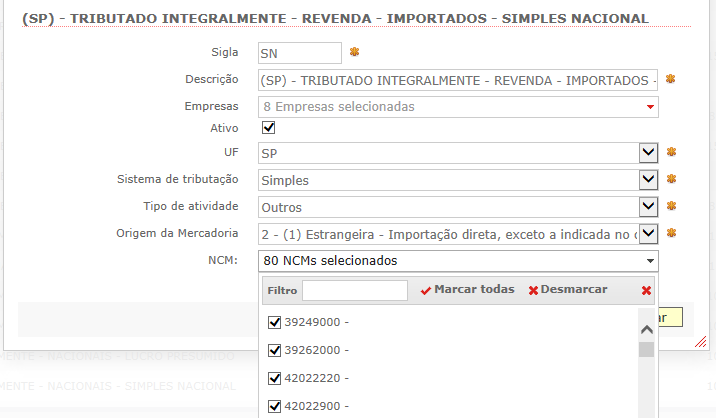 (SP) - TRIBUTADO INTEGRALMENTE - REVENDA - IMPORTADOS - SIMPLES NACIONAL
Sigla SN
Descrição (SP) - TRIBUTADO INTEGRALMENTE - REVENDA - IMPORTADOS -
Empresas 8 Empresas selecionadas
Ativo
UF SP
Sistema de tributação Simples
Tipo de atividade Outros
Origem da Mercadoria 2 - (1) Estrangeira - Importação direta, exceto a indicada no c
NCM: 80 NCMs selecionados
Filtro Marcar todas Desmarcar
39249000 -
ar
39262000 -
MENTE - NACIONAIS - LUCRO PRESUMIDO
42022220 -
MENTE - NACIONAIS - SIMPLES NACIONAL
42022900 -